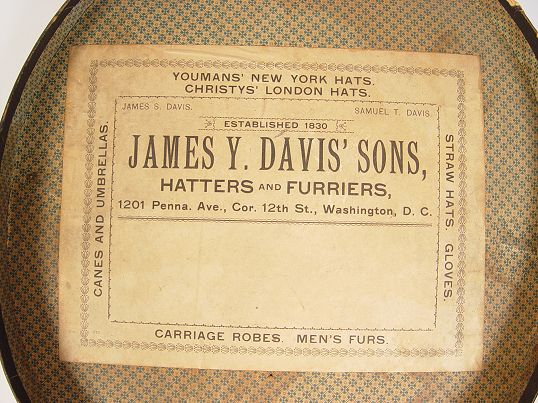 YOUMANS' NEW YORK HATS.
CHRISTYS' LONDON HATS.
JAMES S. DAVIS.
SAMUEL T. DAVIS.
ESTABLISHED 1830
JAMES Y. DAVIS' SONS,
HATTERS AND FURRIERS,
1201 Penna. Ave., Cor. 12th St., Washington, D. C.
CANES AND UMBRELLAS.
STRAW HATS GLOVES.
CARRIAGE ROBES. MEN'S FURS.